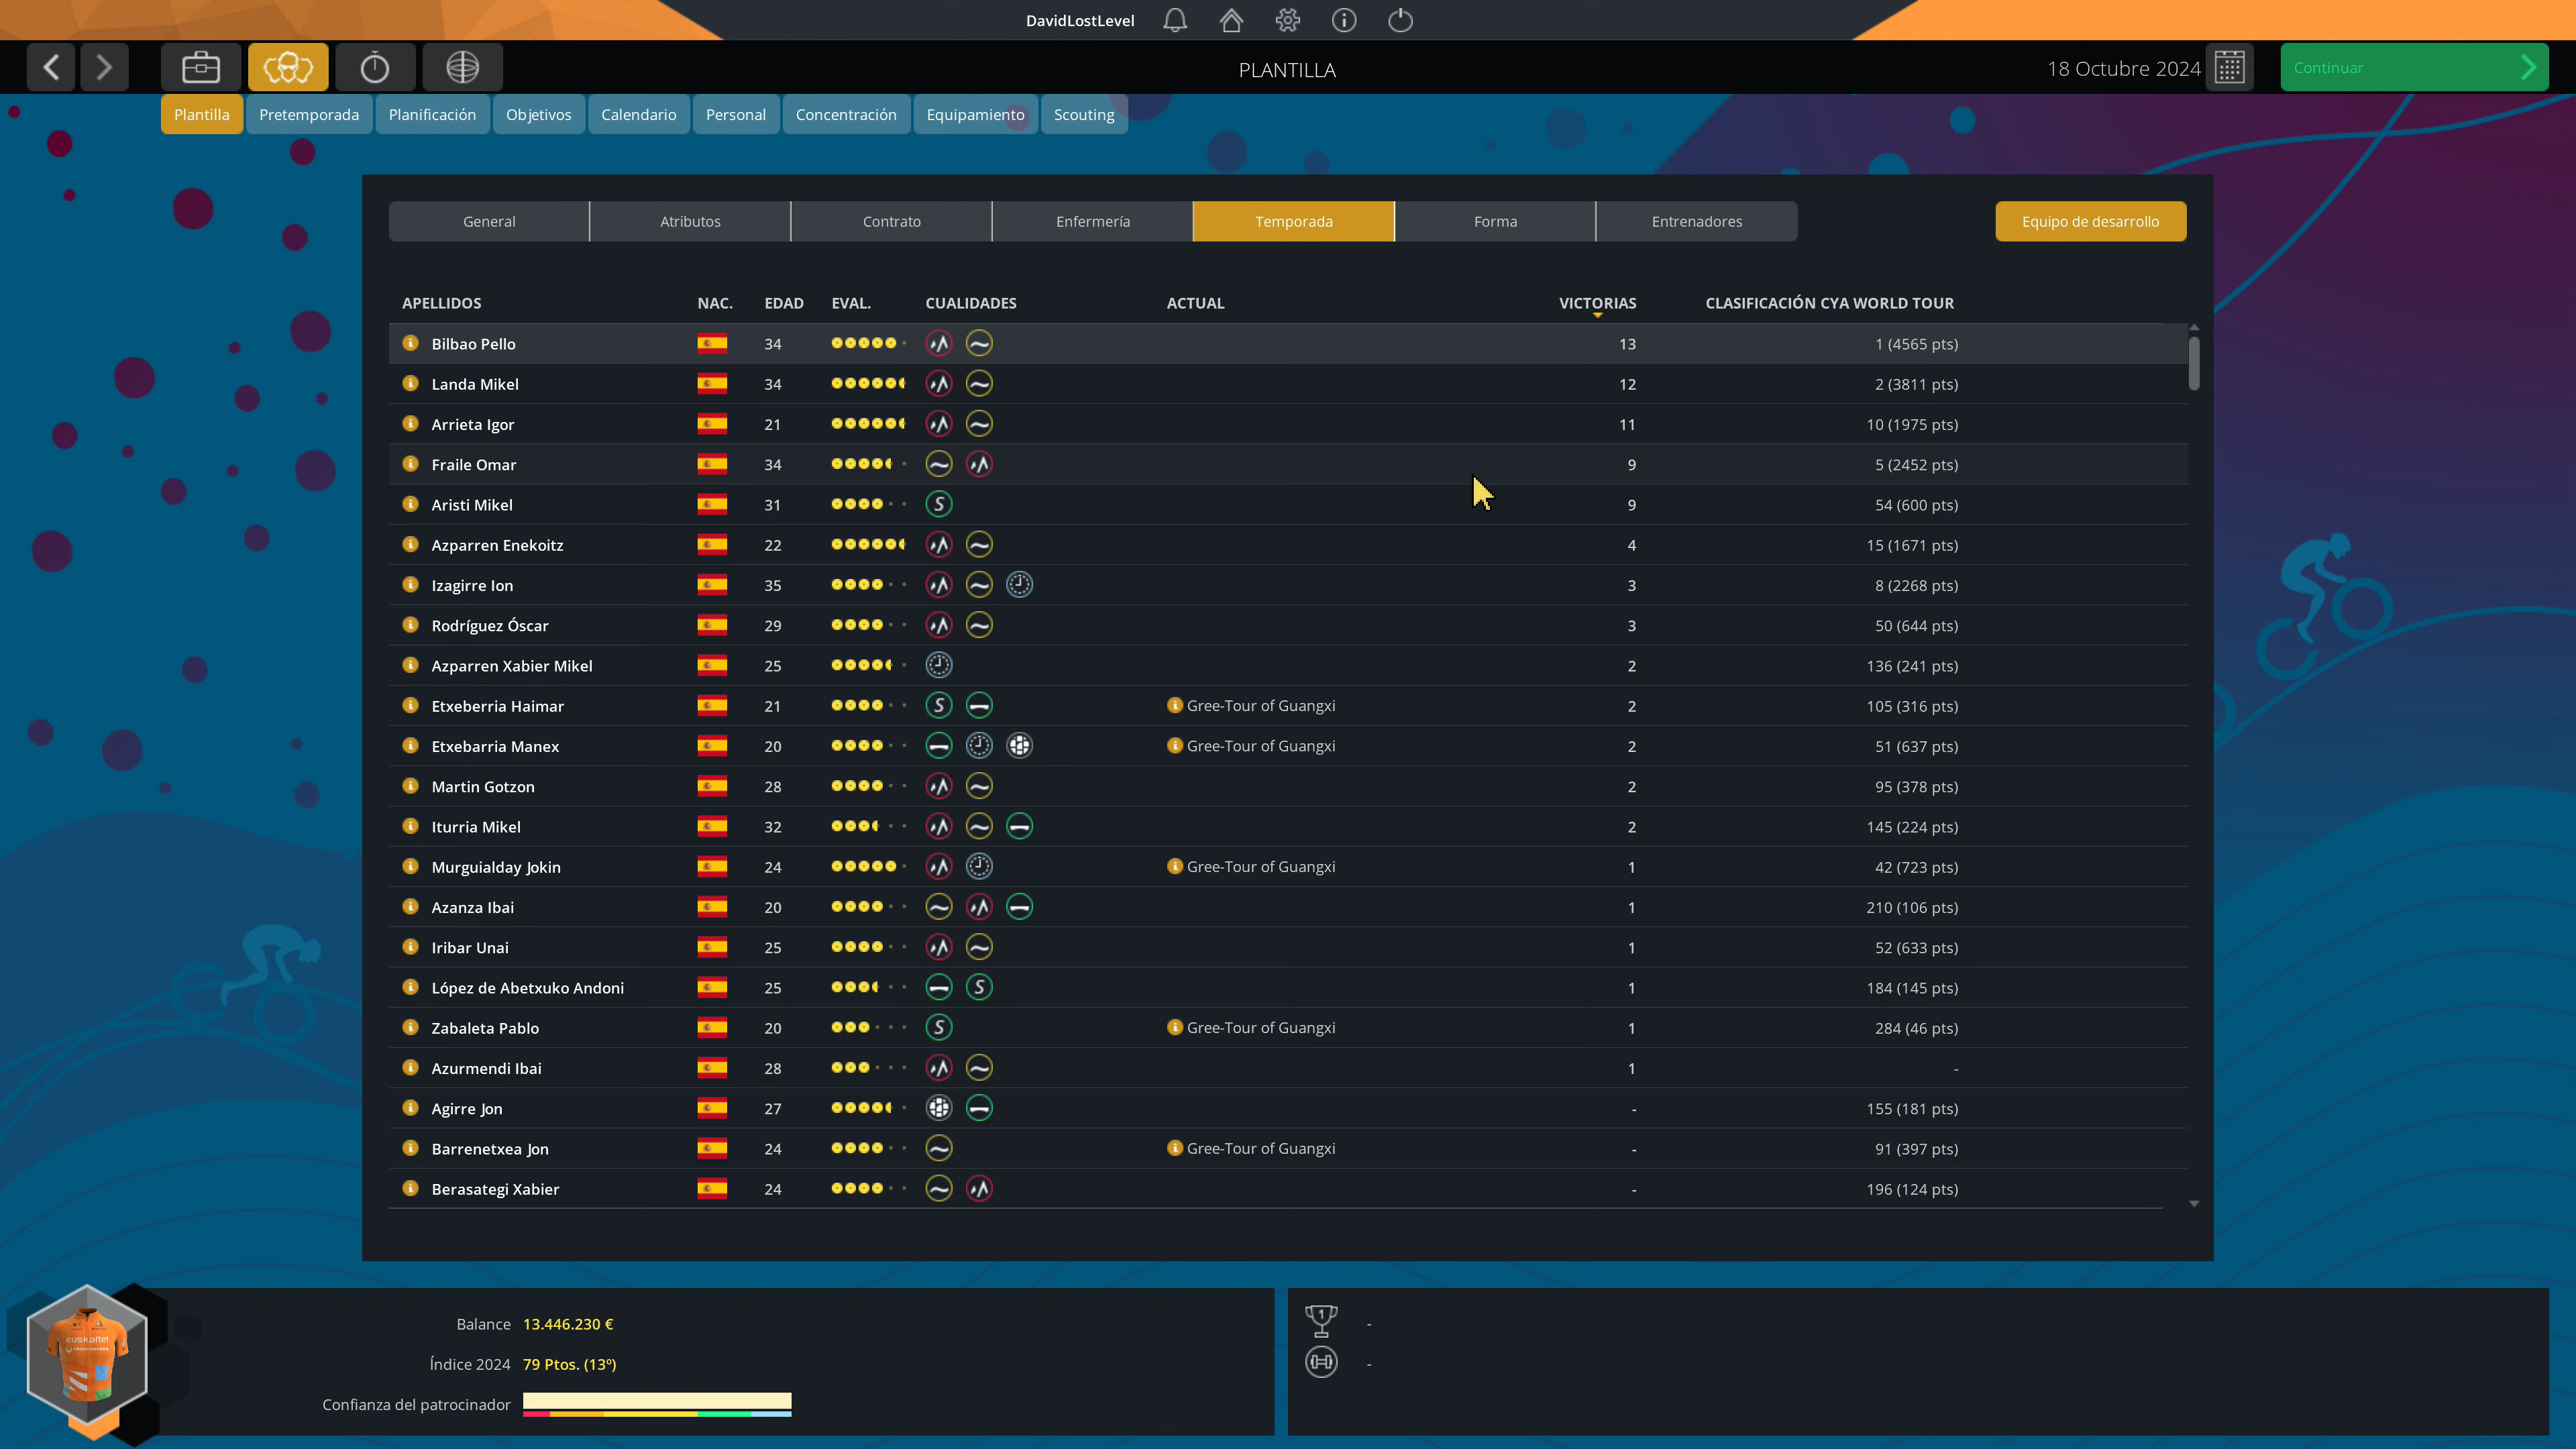 DavidLostLevel
PLANTILLA
18 Octubre 2024
Continuar
Plantilla Pretemporada Planificación Objetivos Calendario Personal Concentración Equipamiento Scouting
General Atributos Contrato Enfermería Temporada Forma Entrenadores Equipo de desarrollo
APELLIDOS NAC. EDAD EVAL. CUALIDADES ACTUAL VICTORIAS CLASIFICACIÓN CYA WORLD TOUR
Bilbao Pello 34 13 1 (4565 pts)
Landa Mikel 34 12 2 (3811 pts)
Arrieta Igor 21 11 10 (1975 pts)
Fraile Omar 34 9 5 (2452 pts)
Aristi Mikel 31 S 9 54 (600 pts)
Azparren Enekoitz 22 4 15 (1671 pts)
Izagirre Ion 35 3 8 (2268 pts)
Rodríguez Óscar 29 3 50 (644 pts)
Azparren Xabier Mikel 25 2 136 (241 pts)
Etxeberria Haimar 21 S Gree-Tour of Guangxi 2 105 (316 pts)
Etxebarria Manex 20 Gree-Tour of Guangxi 2 51 (637 pts)
Martin Gotzon 28 2 95 (378 pts)
Iturria Mikel 32 2 145 (224 pts)
Murguialday Jokin 24 Gree-Tour of Guangxi 1 42 (723 pts)
Azanza Ibai 20 1 210 (106 pts)
Iribar Unai 25 1 52 (633 pts)
López de Abetxuko Andoni 25 S 1 184 (145 pts)
Zabaleta Pablo 20 S Gree-Tour of Guangxi 1 284 (46 pts)
Azurmendi Ibai 28 1 -
Agirre Jon 27 - 155 (181 pts)
Barrenetxea Jon 24 Gree-Tour of Guangxi - 91 (397 pts)
Berasategi Xabier 24 - 196 (124 pts)
euskaltel
Balance 13.446.230 €
Índice 2024 79 Ptos. (13º)
Confianza del patrocinador
1 -
-